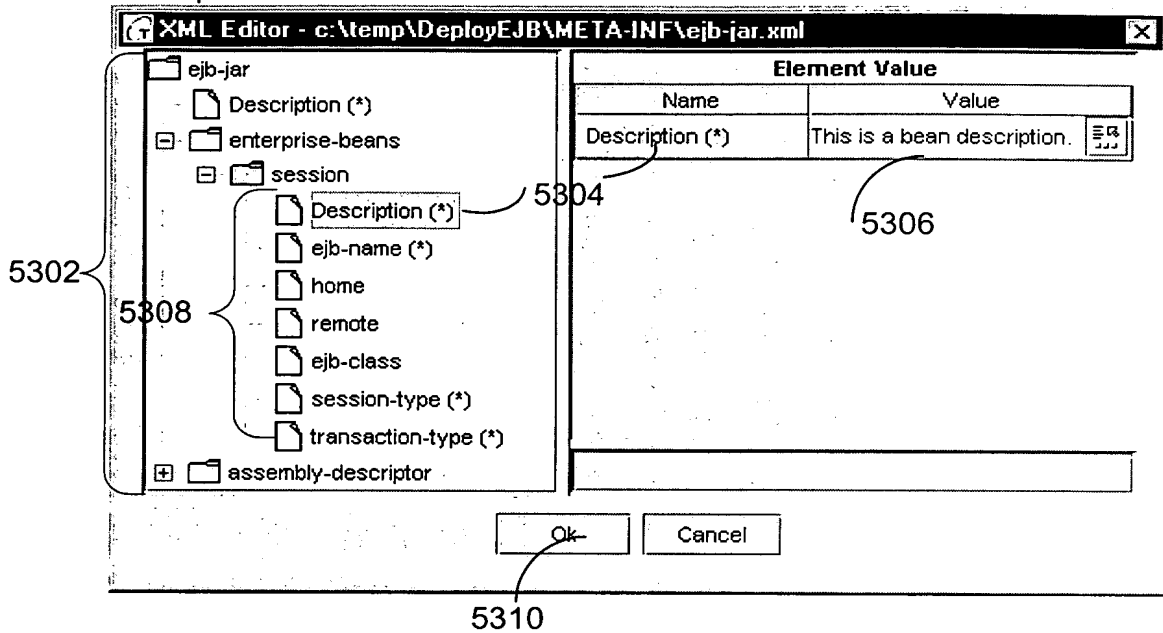 XML Editor - c:\temp\DeployEJB\META-INF\ejb-jar.xml
ejb-jar
Description (*)
enterprise-beans
session
Description (*)
ejb-name (*)
home
remote
ejb-class
session-type (*)
transaction-type (*)
assembly-descriptor
Element Value
Name Value
Description (*) This is a bean description.
5302
5308
5304
5306
Ok Cancel
5310